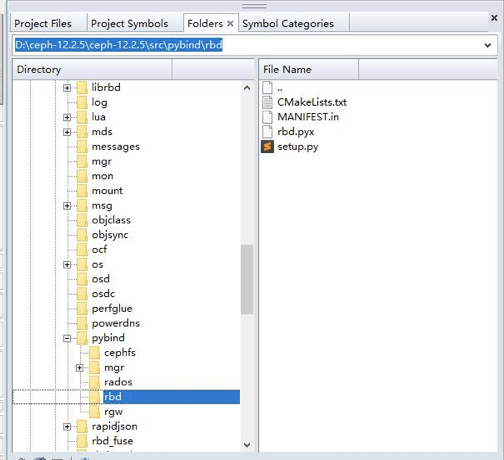 Project Files
Project Symbols
Folders
Symbol Categories
D:\ceph-12.2.5\ceph-12.2.5\src\pybind\rbd
Directory
librbd
log
lua
mds
messages
mgr
mon
mount
msg
objclass
objsync
ocf
os
osd
osdc
perfglue
powerdns
pybind
cephfs
mgr
rados
rbd
rgw
rapidjson
rbd_fuse
File Name
..
CMakeLists.txt
MANIFEST.in
rbd.pyx
setup.py